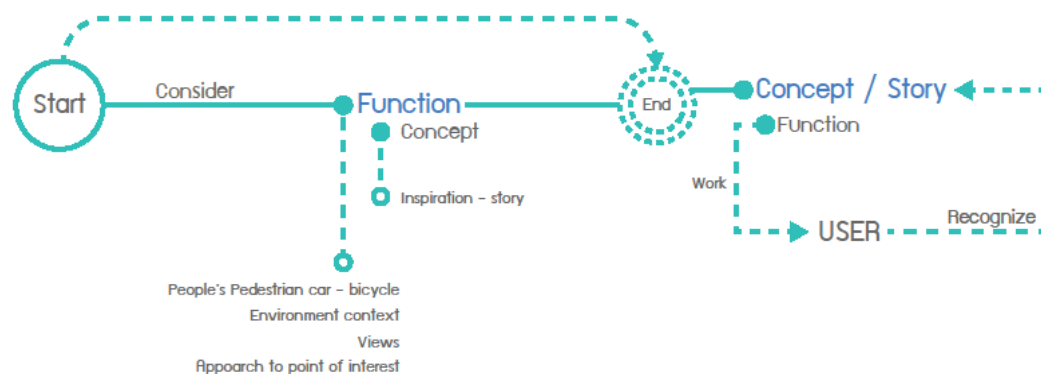 Start
Consider
Function
Concept
Inspiration - story
People's Pedestrian car - bicycle
Environment context
Views
Appoarch to point of interest
End
Concept / Story
Function
Work
USER
Recognize